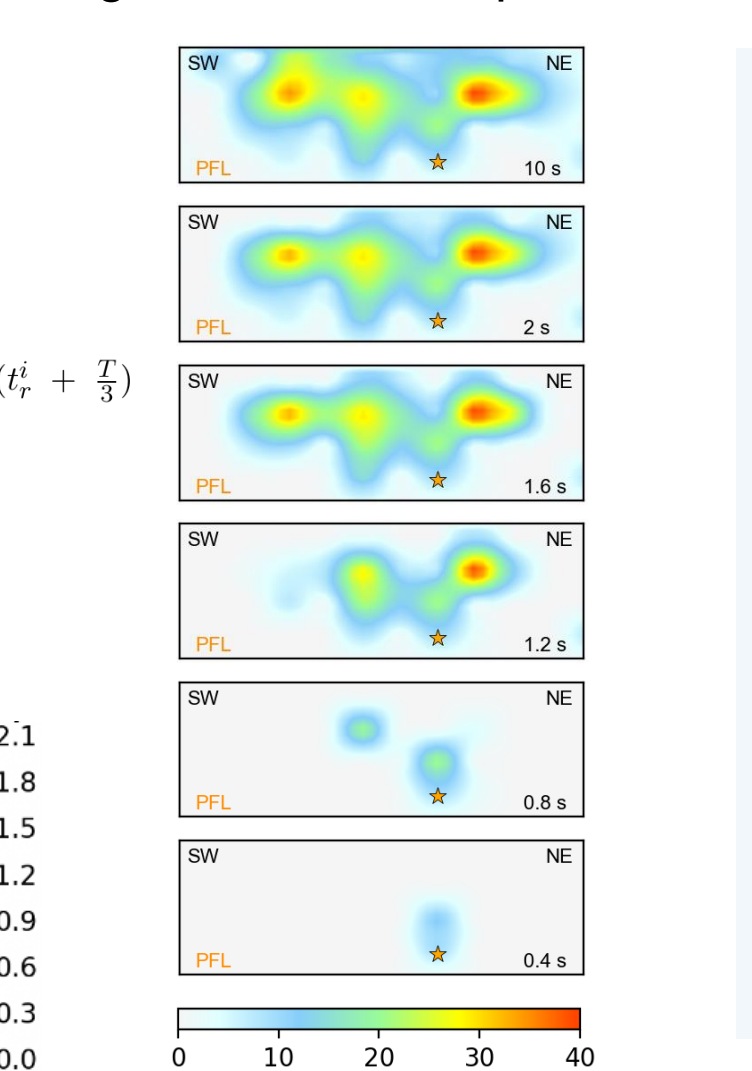 SW NE
PFL 10 s
SW NE
PFL 2 s
SW NE
(t_r^i + T/3)
PFL 1.6 s
SW NE
PFL 1.2 s
SW NE
2.1
1.8
PFL 0.8 s
1.5
SW NE
1.2
0.9
PFL 0.4 s
0.6
0.3
0.0
0 10 20 30 40